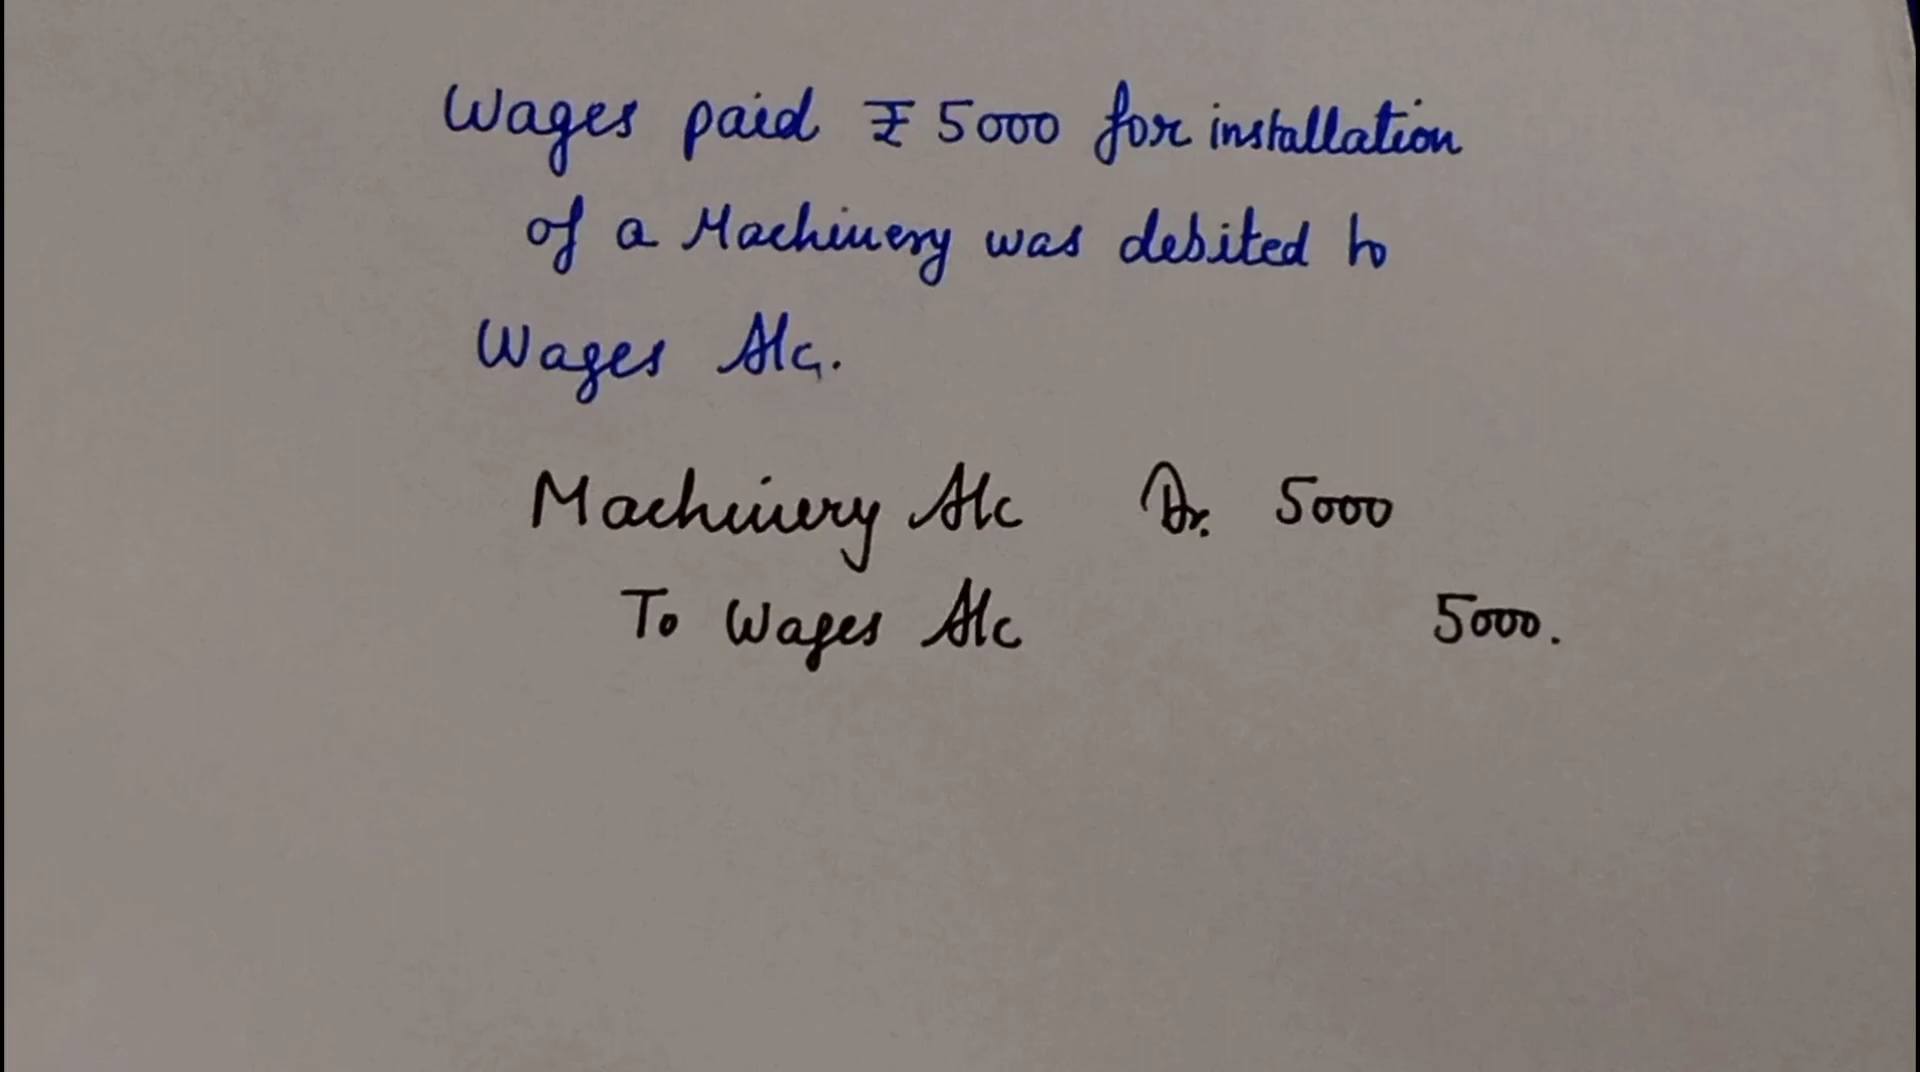 Wages paid ₹ 5000 for installation
of a Machinery was debited to
Wages A/c.
Machinery A/c Dr. 5000
To Wages A/c 5000.